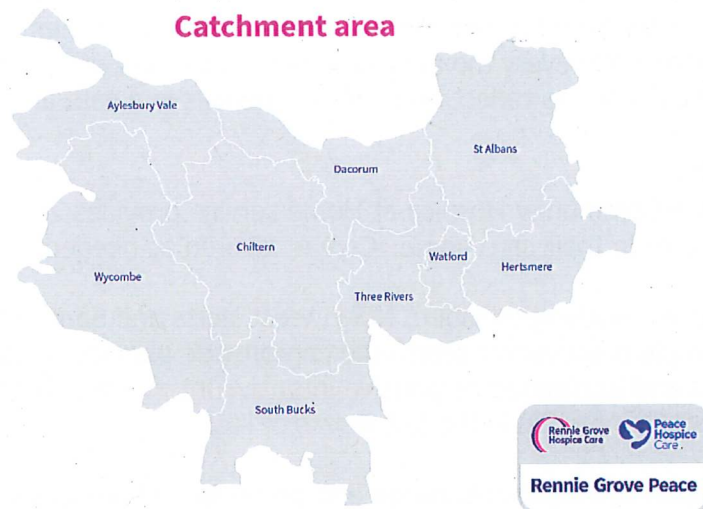 Catchment area
Aylesbury Vale
St Albans
Dacorum
Chiltern
Watford
Hertsmere
Wycombe
Three Rivers
South Bucks
Rennie Grove
Hospice Care
Peace
Hospice
Care.
Rennie Grove Peace